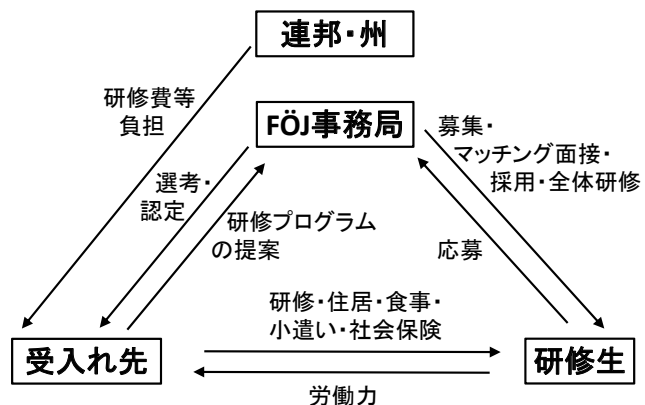 連邦・州
研修費等
負担
FÖJ事務局
募集・
マッチング面接・
採用・全体研修
選考・
認定
研修プログラム
の提案
応募
研修・住居・食事・
小遣い・社会保険
受入れ先
研修生
労働力